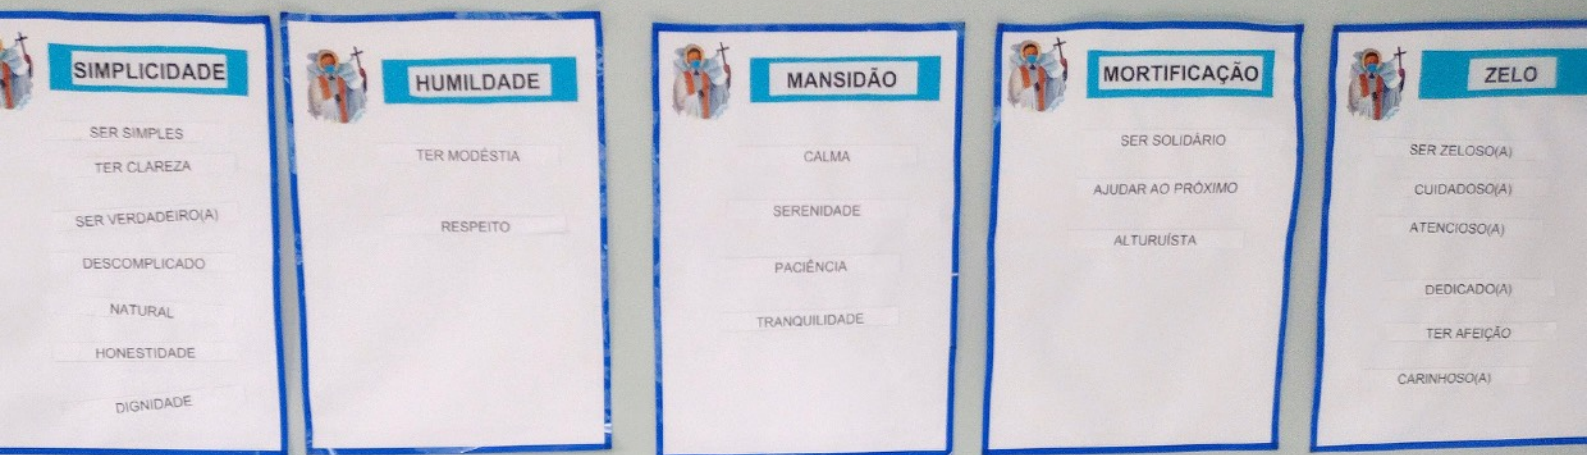 SIMPLICIDADE
SER SIMPLES
TER CLAREZA
SER VERDADEIRO(A)
DESCOMPLICADO
NATURAL
HONESTIDADE
DIGNIDADE
HUMILDADE
TER MODÉSTIA
RESPEITO
MANSIDÃO
CALMA
SERENIDADE
PACIÊNCIA
TRANQUILIDADE
MORTIFICAÇÃO
SER SOLIDÁRIO
AJUDAR AO PRÓXIMO
ALTURUÍSTA
ZELO
SER ZELOSO(A)
CUIDADOSO(A)
ATENCIOSO(A)
DEDICADO(A)
TER AFEIÇÃO
CARINHOSO(A)